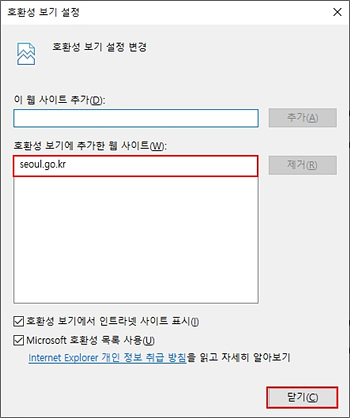 호환성 보기 설정
호환성 보기 설정 변경
이 웹 사이트 추가(D):
추가(A)
호환성 보기에 추가한 웹 사이트(W):
seoul.go.kr
제거(R)
호환성 보기에서 인트라넷 사이트 표시(I)
Microsoft 호환성 목록 사용(U)
Internet Explorer 개인 정보 취급 방침을 읽고 자세히 알아보기
닫기(C)